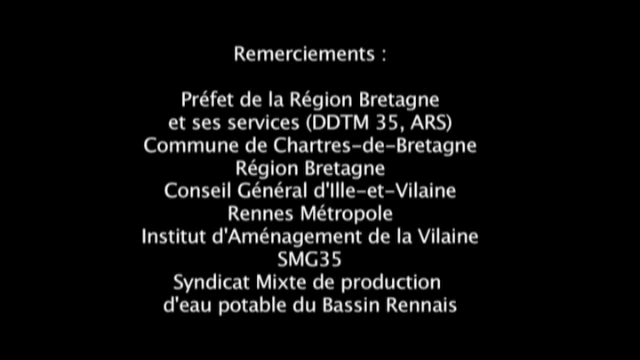 Remerciements :
Préfet de la Région Bretagne
et ses services (DDTM 35, ARS)
Commune de Chartres-de-Bretagne
Région Bretagne
Conseil Général d'Ille-et-Vilaine
Rennes Métropole
Institut d'Aménagement de la Vilaine
SMG35
Syndicat Mixte de production
d'eau potable du Bassin Rennais